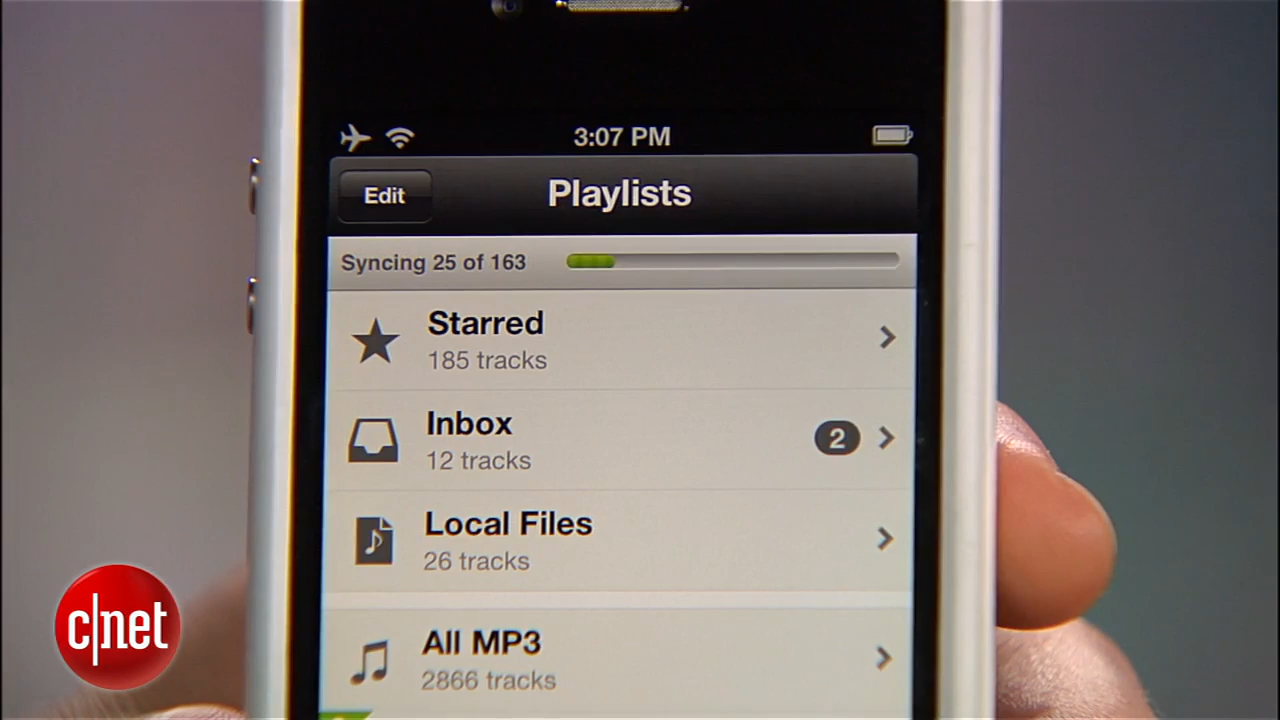 3:07 PM
Edit
Playlists
Syncing 25 of 163
Starred
185 tracks
Inbox
12 tracks
2
Local Files
26 tracks
All MP3
2866 tracks
c|net